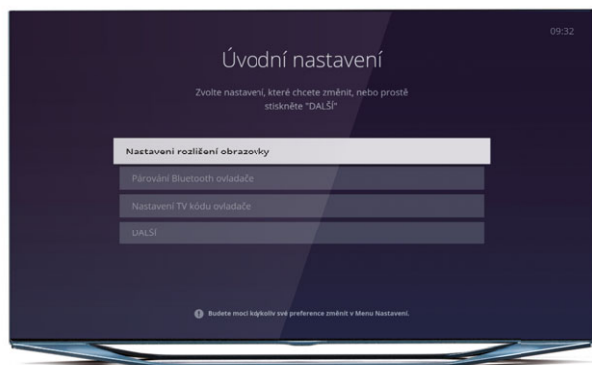 09:32
Úvodní nastavení
Zvolte nastavení, které chcete změnit, nebo prostě
stiskněte "DALŠÍ"
Nastavení rozlišení obrazovky
Párování Bluetooth ovladače
Nastavení TV kódu ovladače
DALŠÍ
Budete moci kdykoliv své preference změnit v Menu Nastavení.